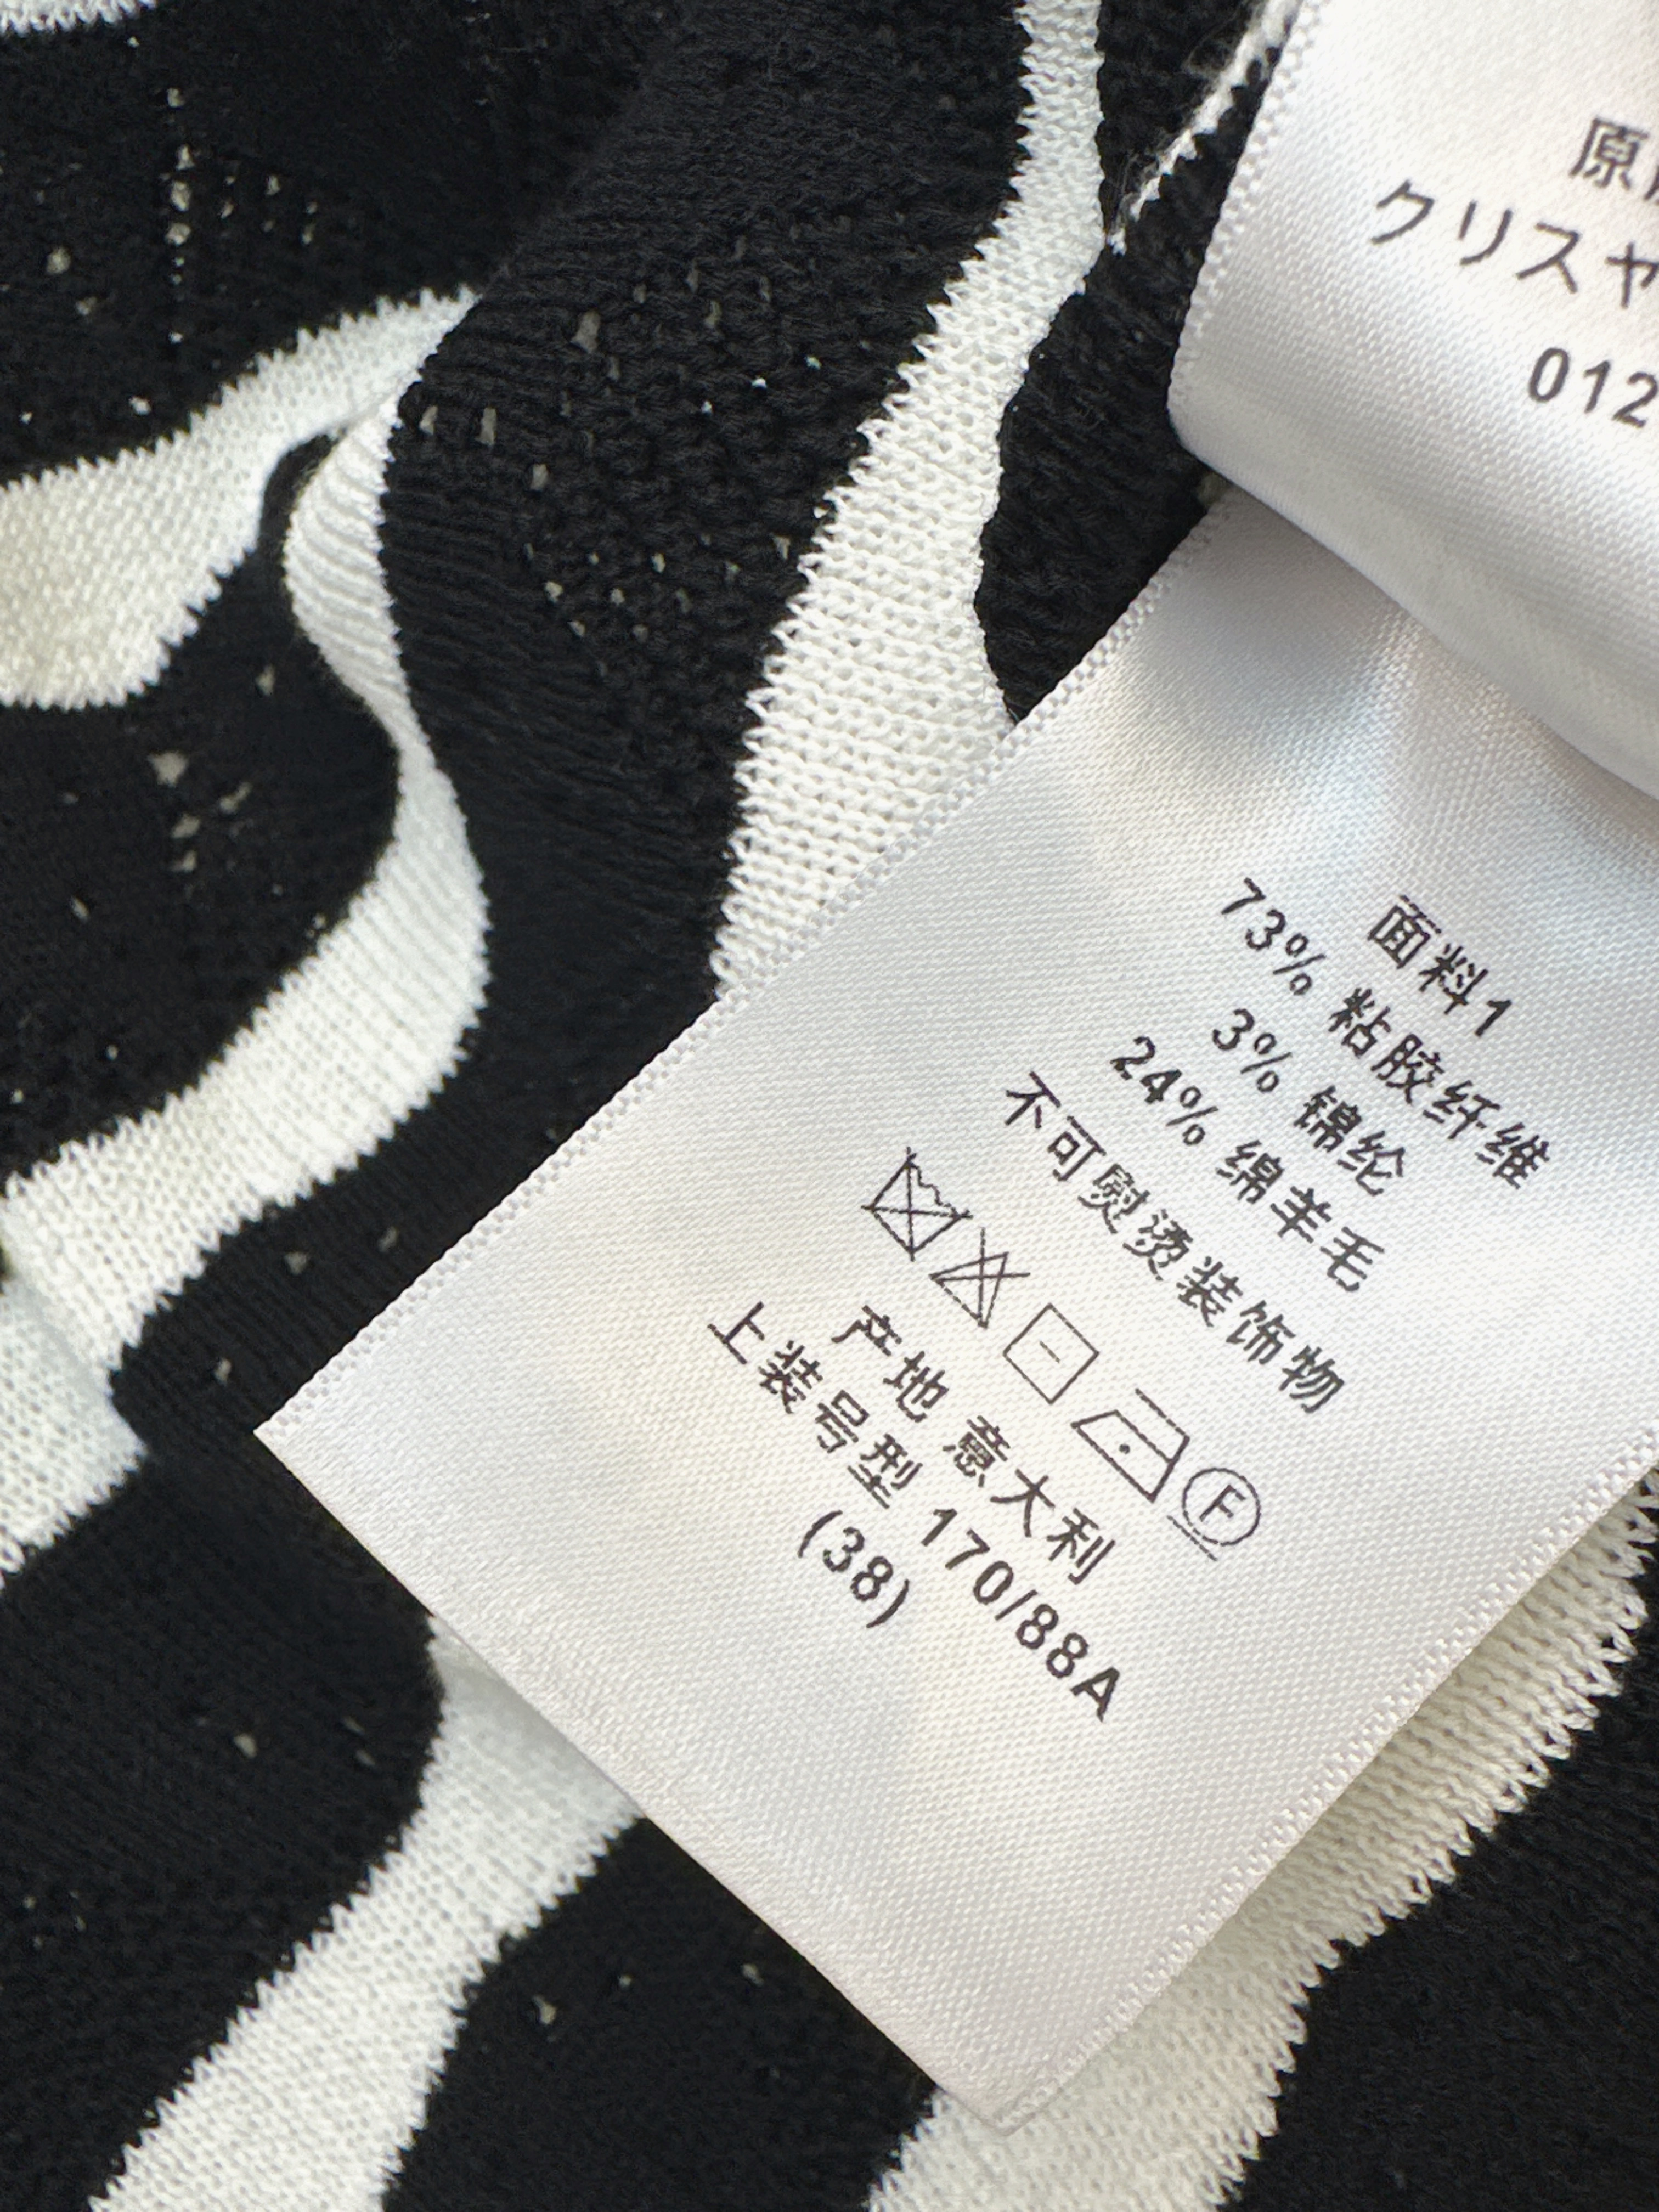 原
クリスヤ
012
面料1
73% 粘胶纤维
3% 锦纶
24% 绵羊毛
不可熨烫装饰物
F
产地 意大利
上装号型 170/88A
(38)